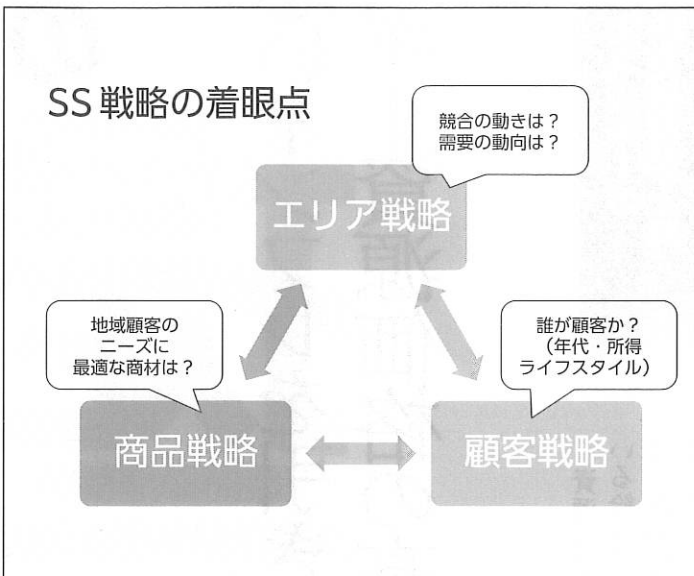 SS 戦略の着眼点
競合の動きは？
需要の動向は？
エリア戦略
地域顧客の
ニーズに
最適な商材は？
誰が顧客か？
（年代・所得
ライフスタイル）
商品戦略
顧客戦略